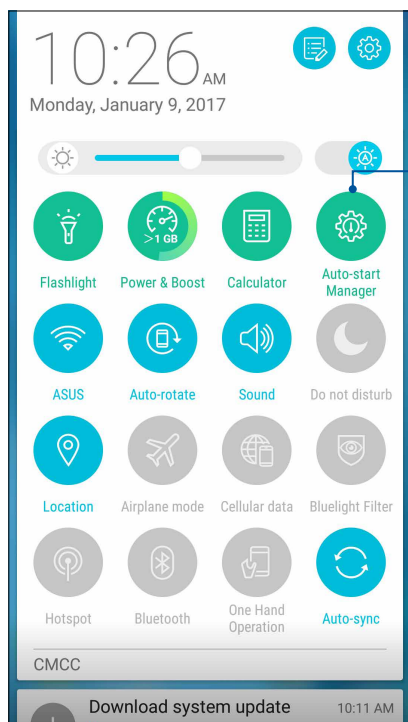 10:26 AM
Monday, January 9, 2017
A
>1 GB
Flashlight
Power & Boost
Calculator
Auto-start
Manager
ASUS
Auto-rotate
Sound
Do not disturb
Location
Airplane mode
Cellular data
Bluelight Filter
Hotspot
Bluetooth
One Hand
Operation
Auto-sync
CMCC
Download system update
10:11 AM